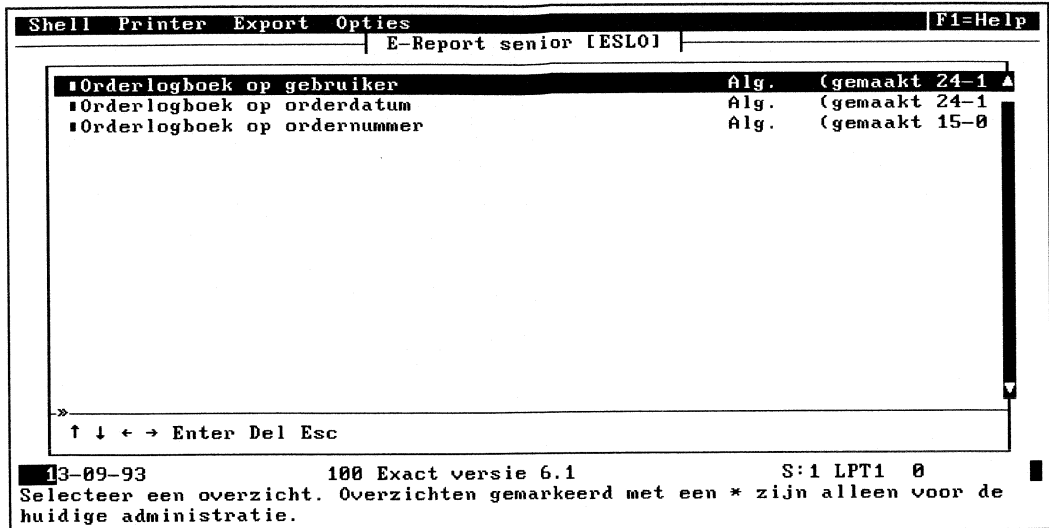 Shell Printer Export Opties F1=Help
E-Report senior [ESLO]
∎Orderlogboek op gebruiker Alg. (gemaakt 24-1
∎Orderlogboek op orderdatum Alg. (gemaakt 24-1
∎Orderlogboek op ordernummer Alg. (gemaakt 15-0
»
↑ ↓ ← → Enter Del Esc
13-09-93 100 Exact versie 6.1 S:1 LPT1 0
Selecteer een overzicht. Overzichten gemarkeerd met een * zijn alleen voor de
huidige administratie.